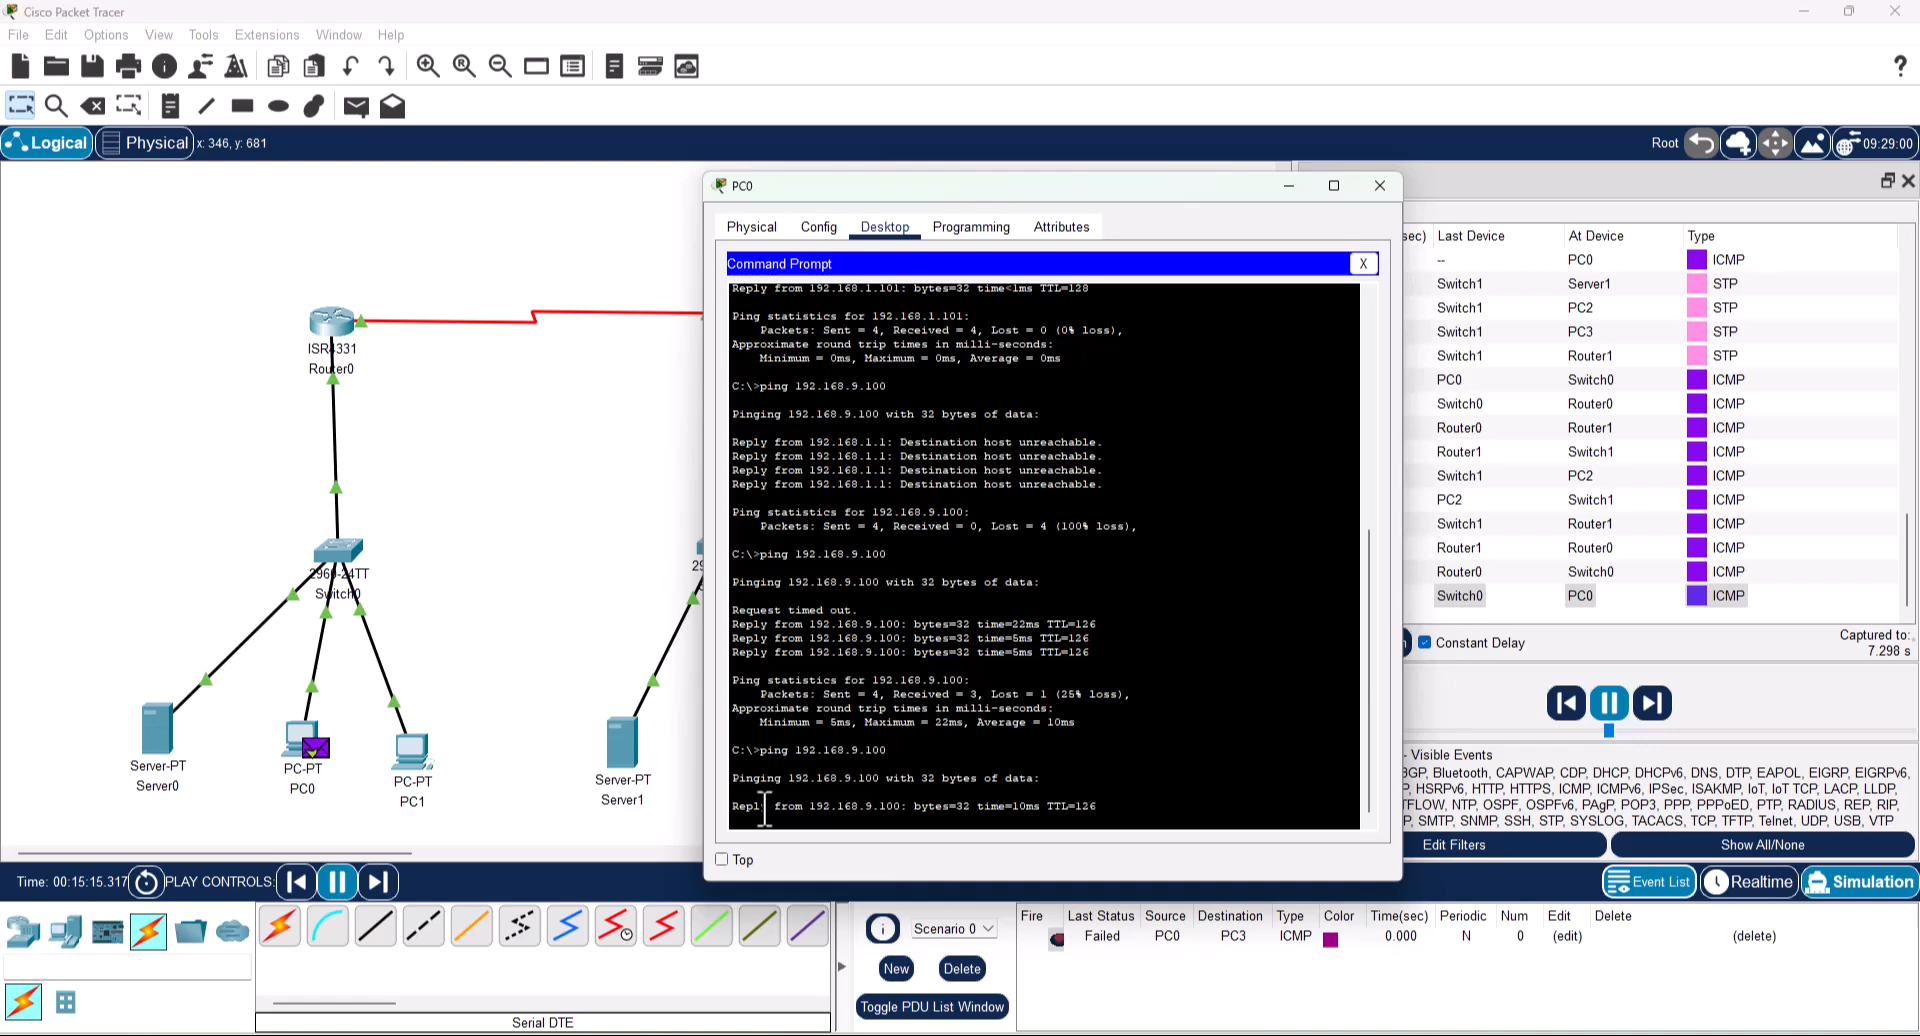 Cisco Packet Tracer
File Edit Options View Tools Extensions Window Help
Logical Physical x: 346, y: 681
Root 09:29:00
ISR4331
Router0
2960-24TT
Switch0
Server-PT
Server0
PC-PT
PC0
PC-PT
PC1
Server-PT
Server1
29
PC0
Physical Config Desktop Programming Attributes
Command Prompt X
Reply from 192.168.1.101: bytes=32 time<1ms TTL=128
Ping statistics for 192.168.1.101:
Packets: Sent = 4, Received = 4, Lost = 0 (0% loss),
Approximate round trip times in milli-seconds:
Minimum = 0ms, Maximum = 0ms, Average = 0ms
C:\>ping 192.168.9.100
Pinging 192.168.9.100 with 32 bytes of data:
Reply from 192.168.1.1: Destination host unreachable.
Reply from 192.168.1.1: Destination host unreachable.
Reply from 192.168.1.1: Destination host unreachable.
Reply from 192.168.1.1: Destination host unreachable.
Ping statistics for 192.168.9.100:
Packets: Sent = 4, Received = 0, Lost = 4 (100% loss),
C:\>ping 192.168.9.100
Pinging 192.168.9.100 with 32 bytes of data:
Request timed out.
Reply from 192.168.9.100: bytes=32 time=22ms TTL=126
Reply from 192.168.9.100: bytes=32 time=5ms TTL=126
Reply from 192.168.9.100: bytes=32 time=5ms TTL=126
Ping statistics for 192.168.9.100:
Packets: Sent = 4, Received = 3, Lost = 1 (25% loss),
Approximate round trip times in milli-seconds:
Minimum = 5ms, Maximum = 22ms, Average = 10ms
C:\>ping 192.168.9.100
Pinging 192.168.9.100 with 32 bytes of data:
Reply from 192.168.9.100: bytes=32 time=10ms TTL=126
Top
sec) Last Device At Device Type
-- PC0 ICMP
Switch1 Server1 STP
Switch1 PC2 STP
Switch1 PC3 STP
Switch1 Router1 STP
PC0 Switch0 ICMP
Switch0 Router0 ICMP
Router0 Router1 ICMP
Router1 Switch1 ICMP
Switch1 PC2 ICMP
PC2 Switch1 ICMP
Switch1 Router1 ICMP
Router1 Router0 ICMP
Router0 Switch0 ICMP
Switch0 PC0 ICMP
Constant Delay
Captured to:
7.298 s
- Visible Events
BGP, Bluetooth, CAPWAP, CDP, DHCP, DHCPv6, DNS, DTP, EAPOL, EIGRP, EIGRPv6,
P, HSRPv6, HTTP, HTTPS, ICMP, ICMPv6, IPSec, ISAKMP, IoT, IoT TCP, LACP, LLDP,
TFLOW, NTP, OSPF, OSPFv6, PAgP, POP3, PPP, PPPoED, PTP, RADIUS, REP, RIP,
P, SMTP, SNMP, SSH, STP, SYSLOG, TACACS, TCP, TFTP, Telnet, UDP, USB, VTP
Edit Filters Show All/None
Time: 00:15:15.317 PLAY CONTROLS:
Event List Realtime Simulation
Serial DTE
Scenario 0
New Delete
Toggle PDU List Window
Fire Last Status Source Destination Type Color Time(sec) Periodic Num Edit Delete
Failed PC0 PC3 ICMP 0.000 N 0 (edit) (delete)